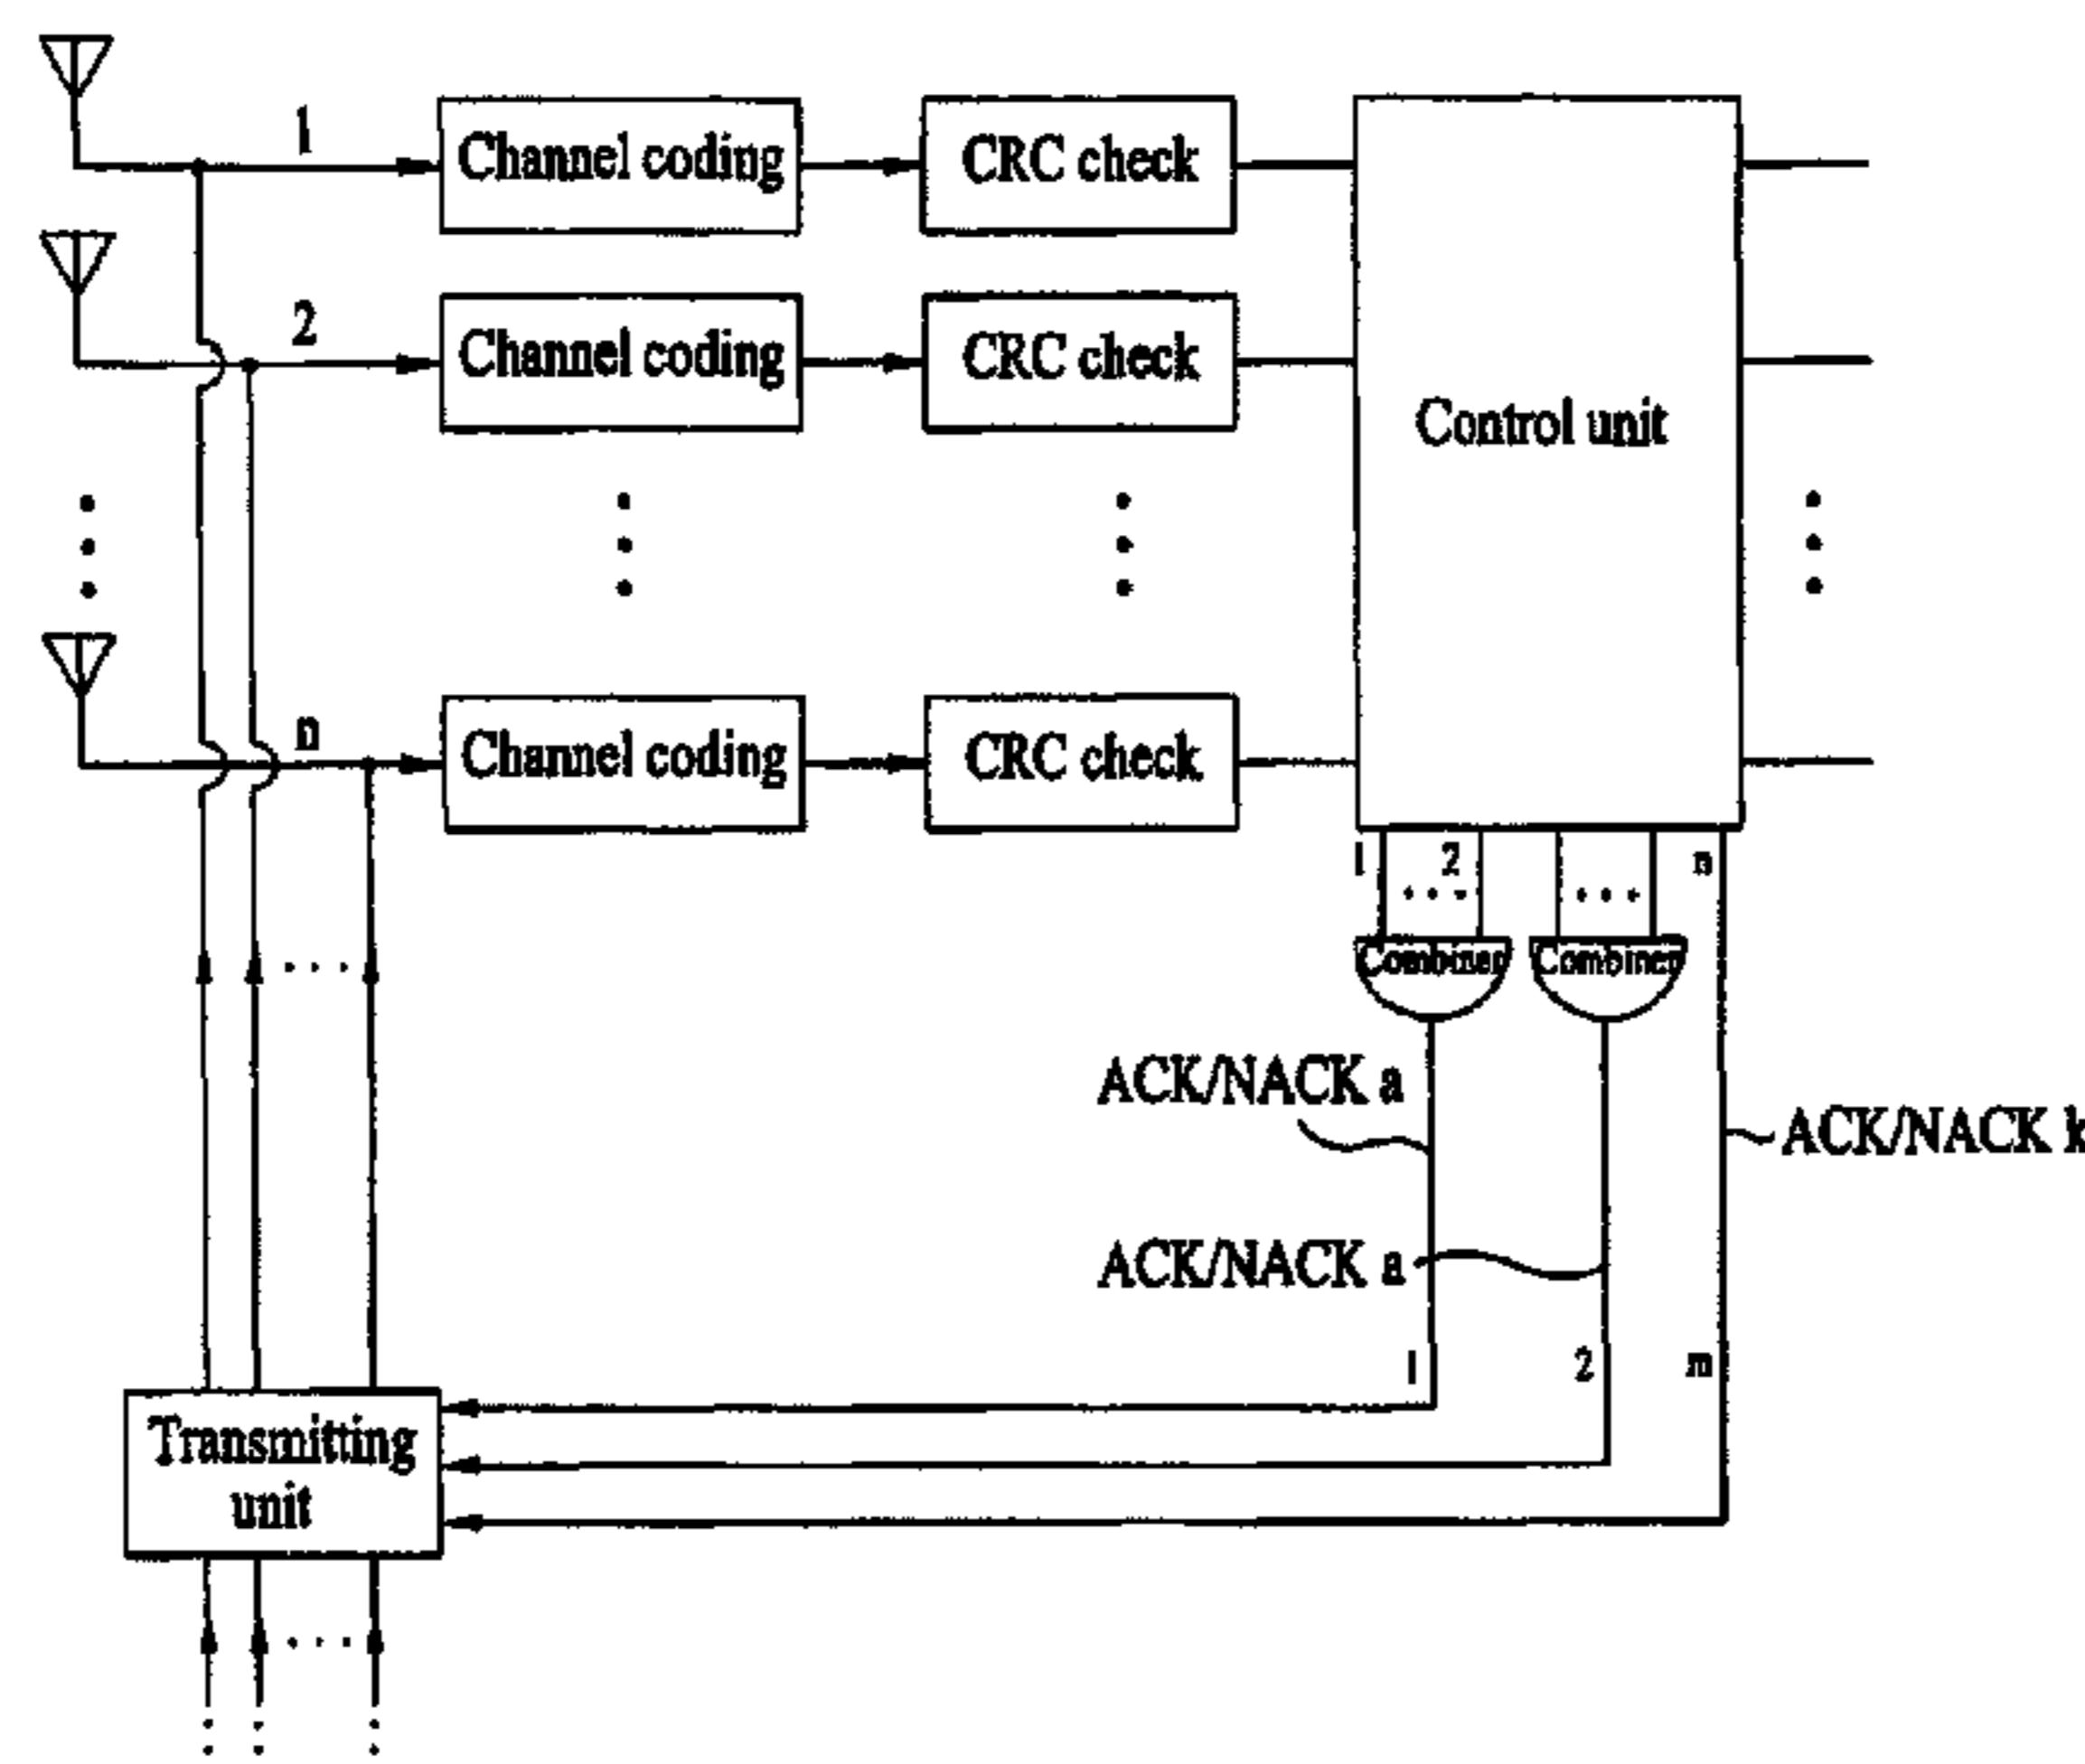 1
Channel coding
CRC check
2
Channel coding
CRC check
Control unit
n
Channel coding
CRC check
1
2
n
Combiner
Combiner
ACK/NACK a
ACK/NACK k
ACK/NACK a
1
2
m
Transmitting
unit